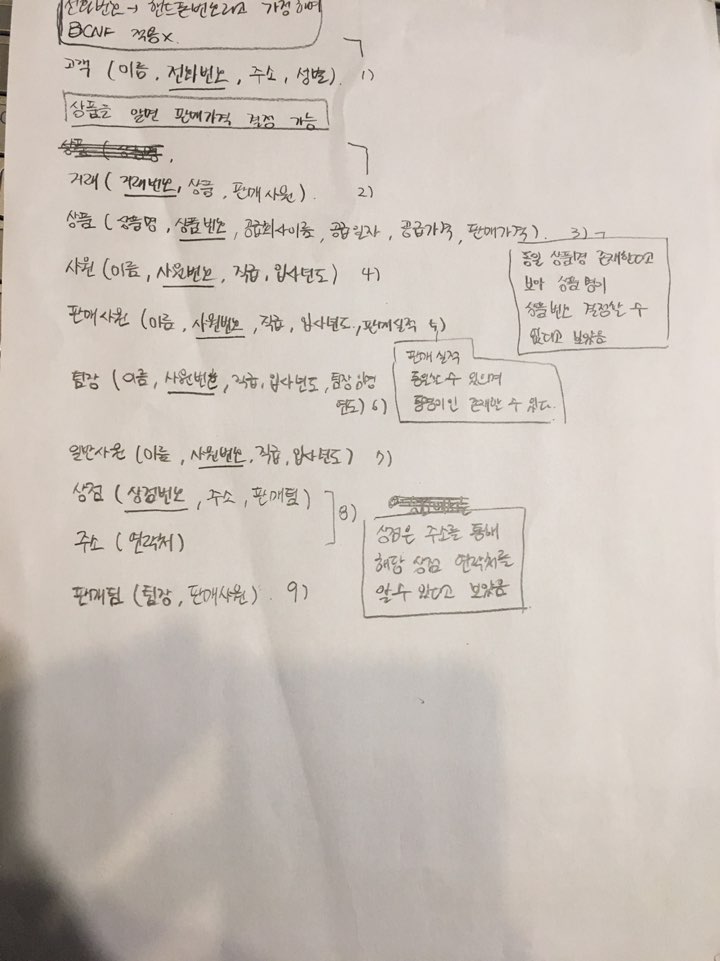 전화번호 → 핸드폰번호라고 가정하며
BCNF 적용x.
고객 (이름, 전화번호, 주소, 성별). 1)
상품을 알면 판매가격 결정 가능
거래 (거래번호, 상품, 판매사원). 2)
상품 (상품명, 상품번호, 공급회사이름, 공급일자, 공급가격, 판매가격). 3)
동일 상품명 존재한다고
보아 상품명이
상품번호 결정할 수
없다고 보았음
사원 (이름, 사원번호, 직급, 입사년도) 4)
판매사원 (이름, 사원번호, 직급, 입사년도, 판매실적 5)
판매실적
동일할 수 있으며
동명이인 존재할 수 있다.
팀장 (이름, 사원번호, 직급, 입사년도, 팀장임명
연도) 6)
일반사원 (이름, 사원번호, 직급, 입사년도) 7)
상점 (상점번호, 주소, 판매팀)
주소 (연락처)
8)
상점은 주소를 통해
해당 상점 연락처를
알 수 있다고 보았음
판매팀 (팀장, 판매사원). 9)